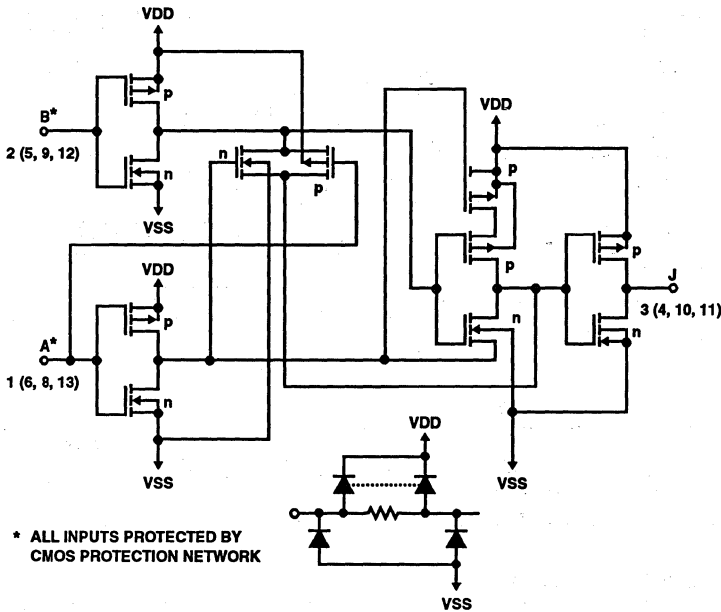 VDD
p
B*
2 (5, 9, 12)
n
VSS
n
p
VDD
p
p
n
VSS
p
J
3 (4, 10, 11)
n
VDD
p
A*
1 (6, 8, 13)
n
VSS
VDD
VSS
* ALL INPUTS PROTECTED BY
CMOS PROTECTION NETWORK